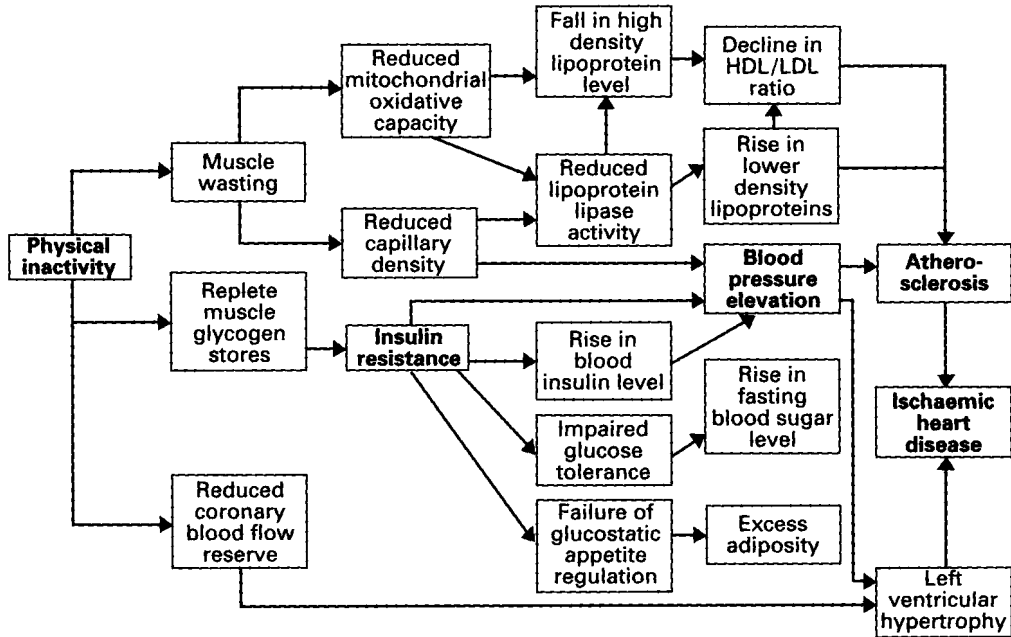 Physical
inactivity
Muscle
wasting
Replete
muscle
glycogen
stores
Reduced
coronary
blood flow
reserve
Reduced
mitochondrial
oxidative
capacity
Reduced
capillary
density
Insulin
resistance
Fall in high
density
lipoprotein
level
Reduced
lipoprotein
lipase
activity
Rise in
blood
insulin level
Impaired
glucose
tolerance
Failure of
glucostatic
appetite
regulation
Decline in
HDL/LDL
ratio
Rise in
lower
density
lipoproteins
Blood
pressure
elevation
Rise in
fasting
blood sugar
level
Excess
adiposity
Athero-
sclerosis
Ischaemic
heart
disease
Left
ventricular
hypertrophy